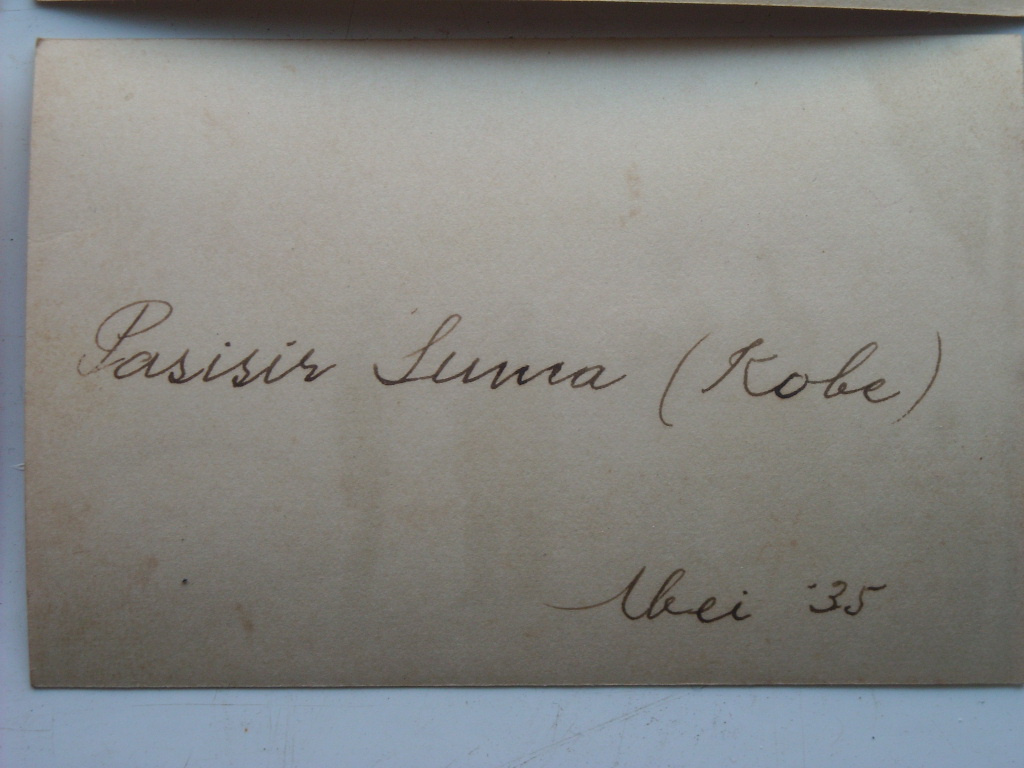 Pasisir Suma (Kobe)
Mei '35